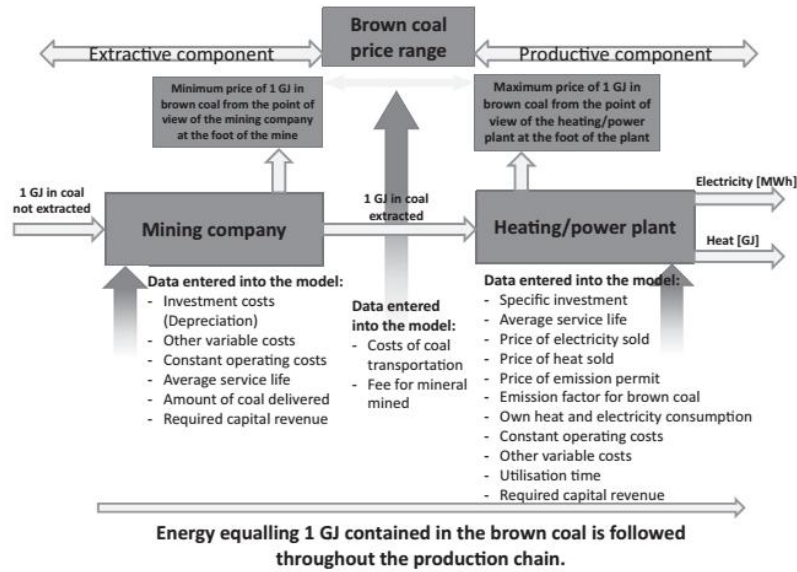 Brown coal
price range
Extractive component
Productive component
Minimum price of 1 GJ in
brown coal from the point of
view of the mining company
at the foot of the mine
Maximum price of 1 GJ in
brown coal from the point of
view of the heating/power
plant at the foot of the plant
1 GJ in coal
not extracted
Mining company
1 GJ in coal
extracted
Heating/power plant
Electricity [MWh]
Heat [GJ]
Data entered into the model:
- Investment costs
(Depreciation)
- Other variable costs
- Constant operating costs
- Average service life
- Amount of coal delivered
- Required capital revenue
Data entered
into the model:
- Costs of coal
transportation
- Fee for mineral
mined
Data entered into the model:
- Specific investment
- Average service life
- Price of electricity sold
- Price of heat sold
- Price of emission permit
- Emission factor for brown coal
- Own heat and electricity consumption
- Constant operating costs
- Other variable costs
- Utilisation time
- Required capital revenue
Energy equalling 1 GJ contained in the brown coal is followed
throughout the production chain.